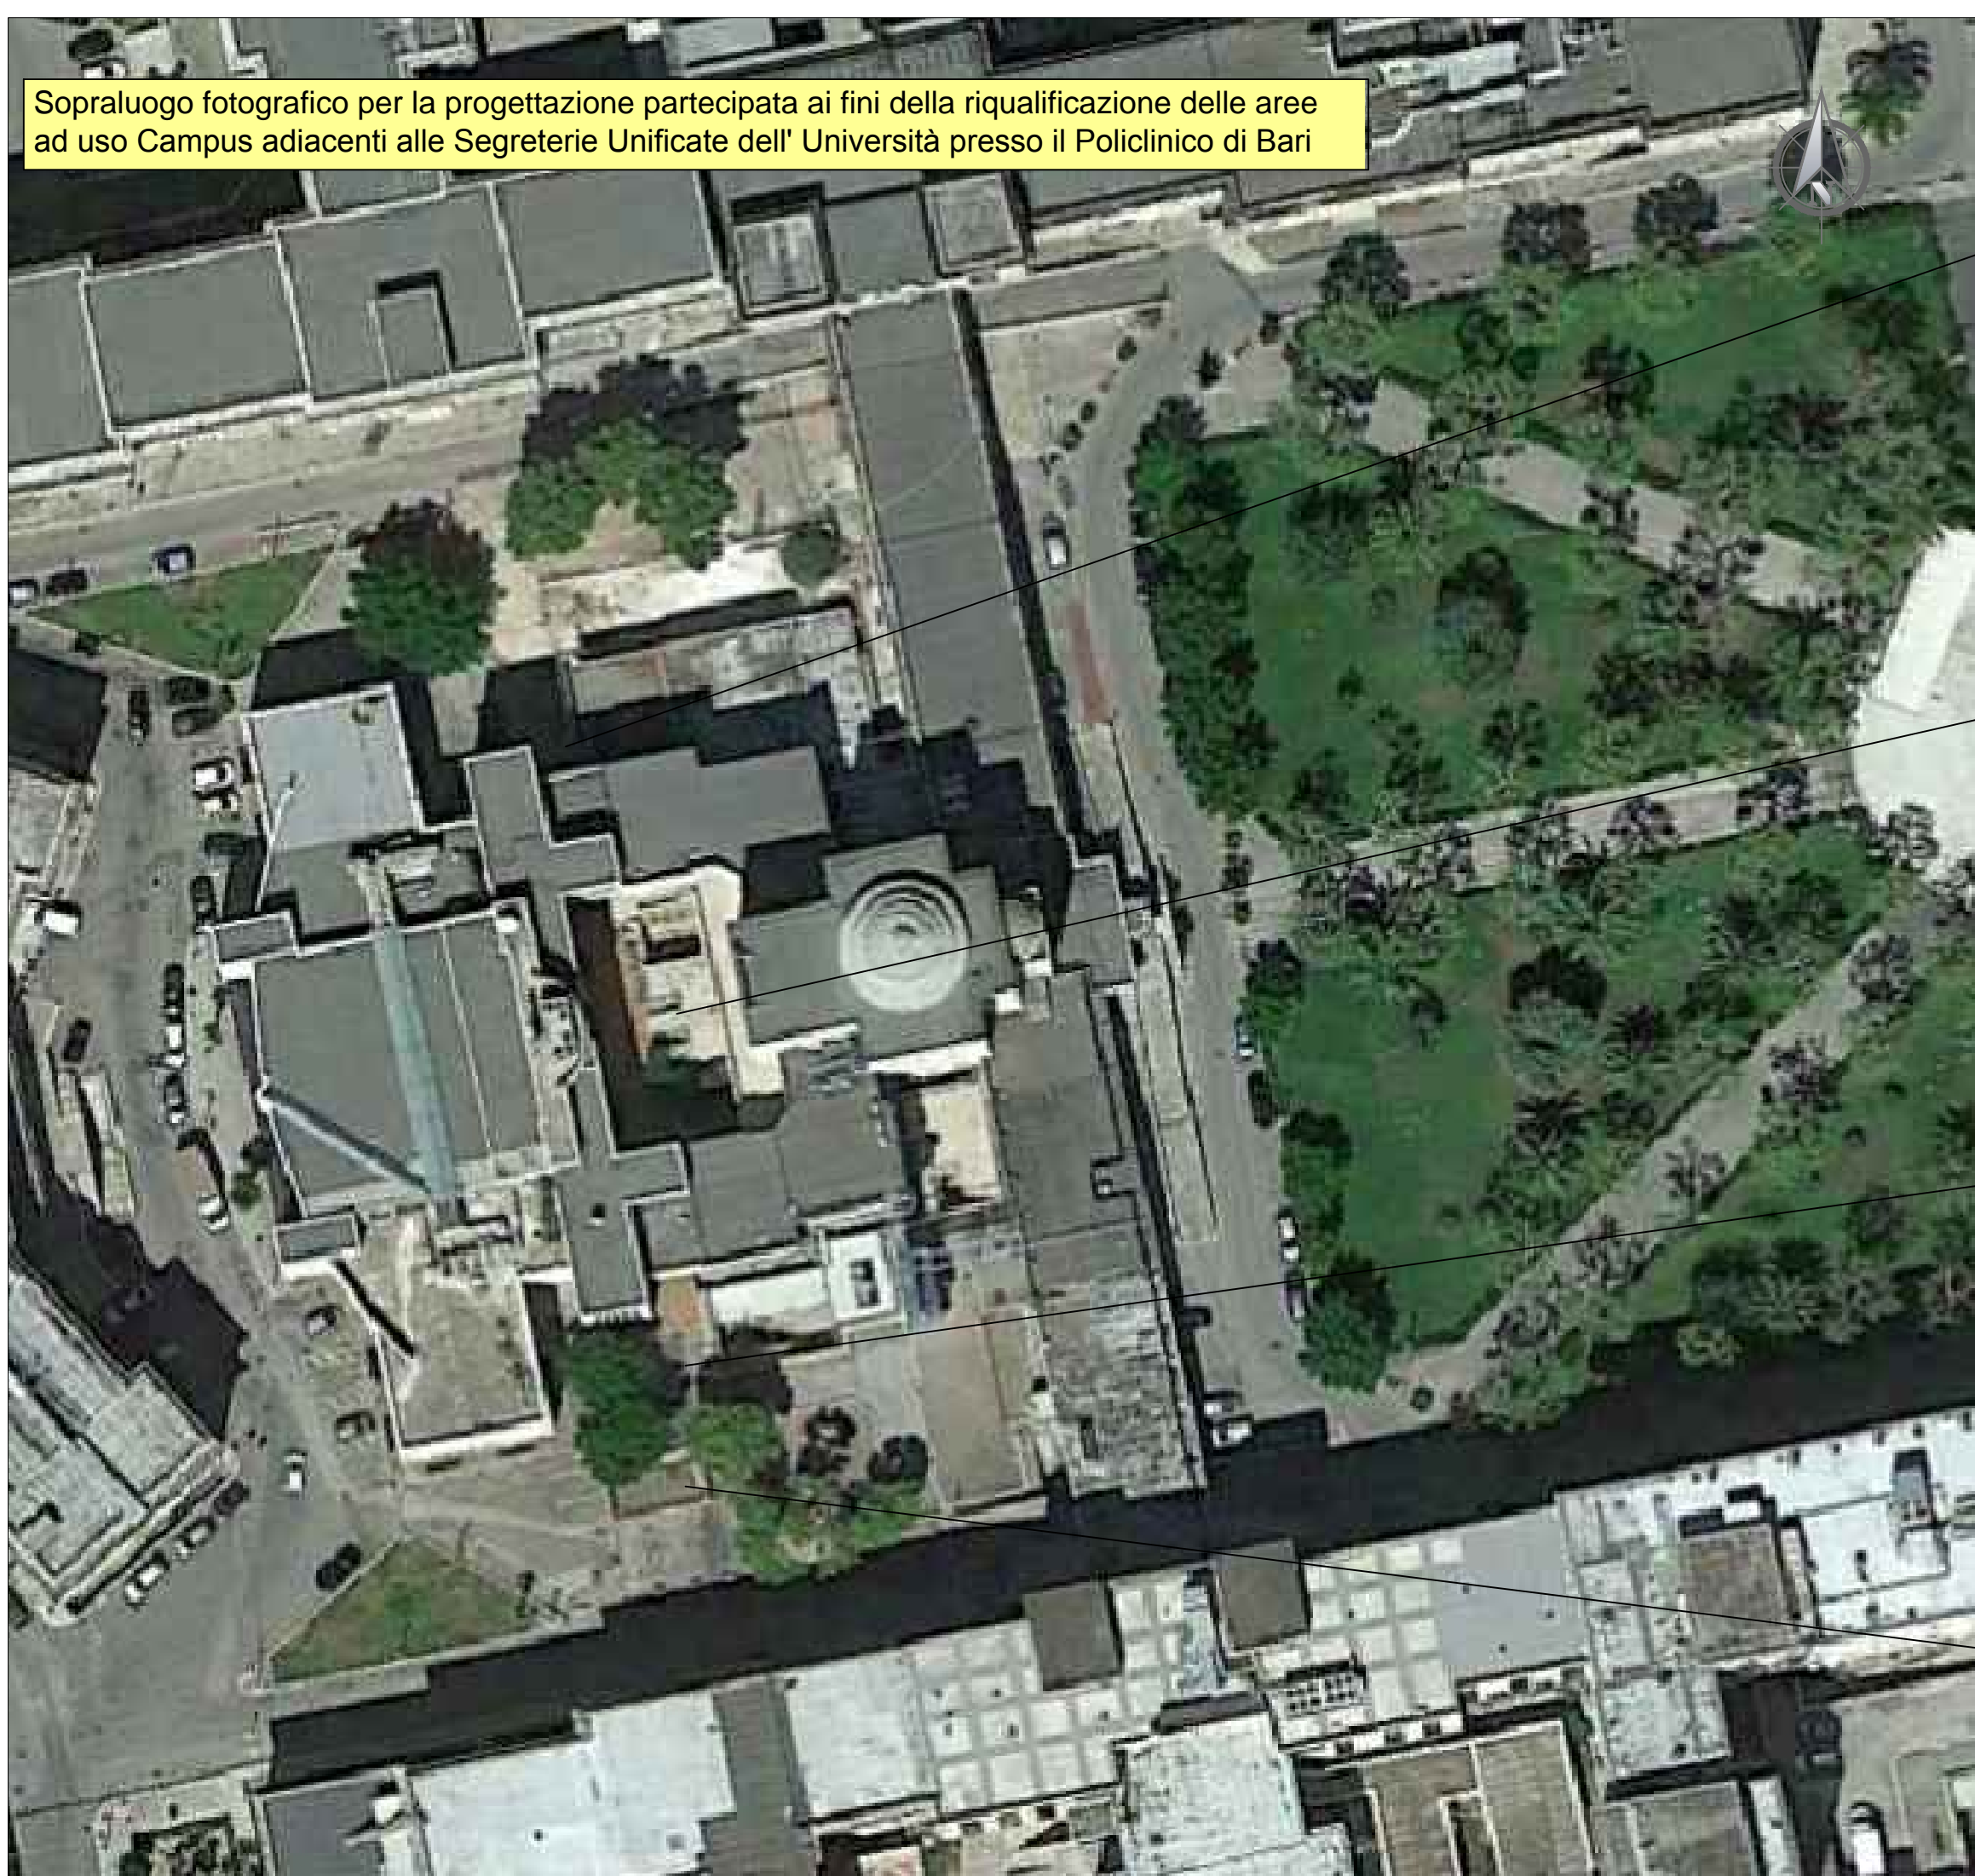 Sopraluogo fotografico per la progettazione partecipata ai fini della riqualificazione delle aree
ad uso Campus adiacenti alle Segreterie Unificate dell' Università presso il Policlinico di Bari